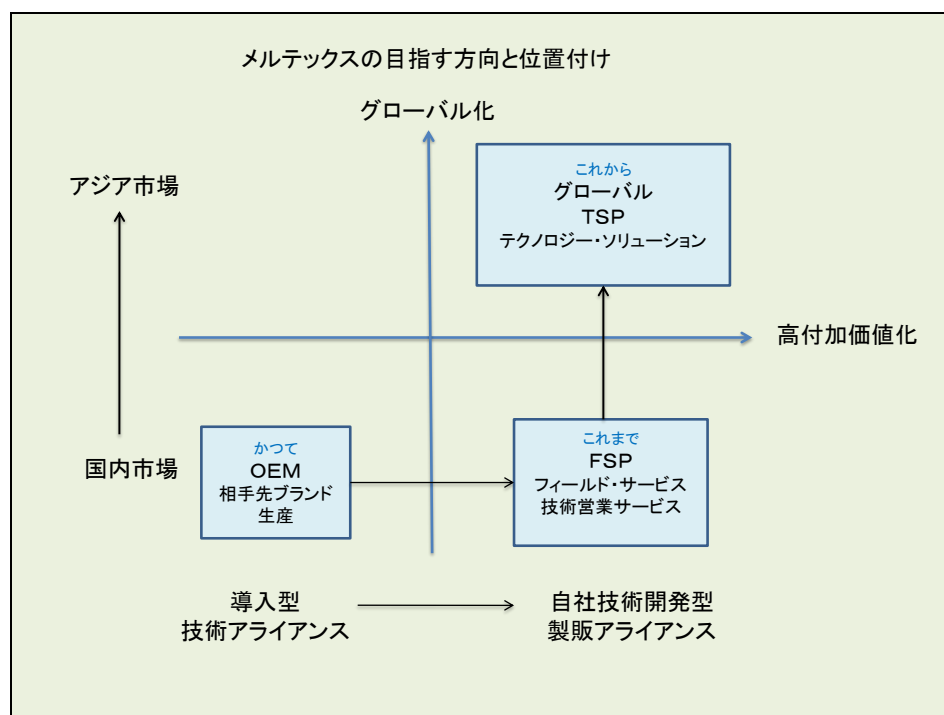 メルテックスの目指す方向と位置付け
グローバル化
アジア市場
これから
グローバル
TSP
テクノロジー・ソリューション
高付加価値化
国内市場
かつて
OEM
相手先ブランド
生産
これまで
FSP
フィールド・サービス
技術営業サービス
導入型
技術アライアンス
自社技術開発型
製販アライアンス